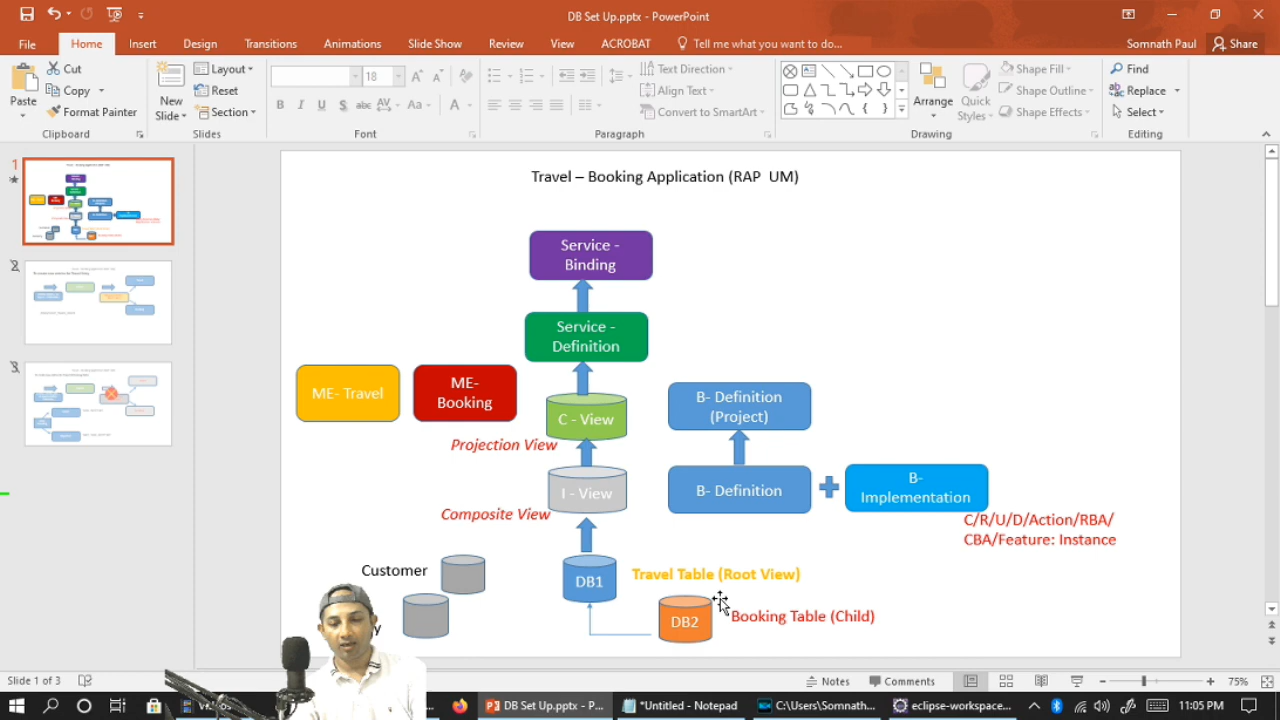 DB Set Up.pptx - PowerPoint
File
Home
Insert
Design
Transitions
Animations
Slide Show
Review
View
ACROBAT
Tell me what you want to do...
Somnath Paul
Share
Paste
Cut
Copy
Format Painter
Clipboard
New
Slide
Layout
Reset
Section
Slides
18
Font
Paragraph
Text Direction
Align Text
Convert to SmartArt
Arrange
Quick
Styles
Shape Fill
Shape Outline
Shape Effects
Drawing
Find
Replace
Select
Editing
1
2
3
Travel – Booking Application (RAP UM)
Service -
Binding
Service -
Definition
ME- Travel
ME-
Booking
C - View
B- Definition
(Project)
Projection View
I - View
B- Definition
B-
Implementation
Composite View
C/R/U/D/Action/RBA/
CBA/Feature: Instance
Customer
DB1
Travel Table (Root View)
y
DB2
Booking Table (Child)
Slide 1 of 3
Notes
Comments
75%
DB Set Up.pptx - P...
*Untitled - Notepad
C:\Users\Somnath...
eclipse-workspace...
11:05 PM